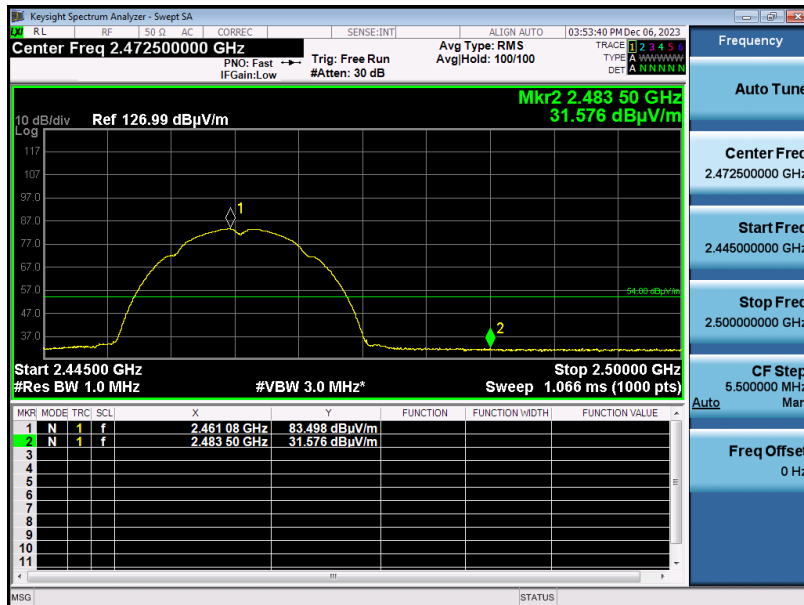 Keysight Spectrum Analyzer - Swept SA
LXI RL RF 50 Ω AC CORREC SENSE:INT ALIGN AUTO 03:53:40 PM Dec 06, 2023
Center Freq 2.472500000 GHz
PNO: Fast
IFGain:Low
Trig: Free Run
#Atten: 30 dB
Avg Type: RMS
Avg|Hold: 100/100
TRACE 1 2 3 4 5 6
TYPE A WWWWW
DET A N N N N N
Mkr2 2.483 50 GHz
31.576 dBµV/m
10 dB/div Ref 126.99 dBµV/m
Log
117
107
97.0
87.0
77.0
67.0
57.0
47.0
37.0
1
54.00 dBµV/m
2
Start 2.44500 GHz Stop 2.50000 GHz
#Res BW 1.0 MHz #VBW 3.0 MHz* Sweep 1.066 ms (1000 pts)
MKR MODE TRC SCL X Y FUNCTION FUNCTION WIDTH FUNCTION VALUE
1 N 1 f 2.461 08 GHz 83.498 dBµV/m
2 N 1 f 2.483 50 GHz 31.576 dBµV/m
3
4
5
6
7
8
9
10
11
MSG STATUS
Frequency
Auto Tune
Center Freq
2.472500000 GHz
Start Freq
2.445000000 GHz
Stop Freq
2.500000000 GHz
CF Step
5.500000 MHz
Auto Man
Freq Offset
0 Hz